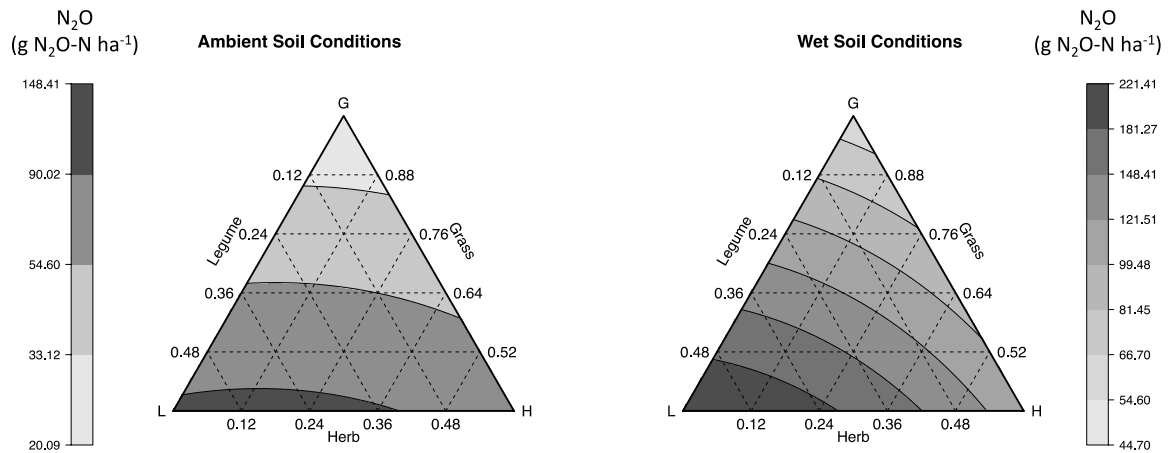 N₂O
(g N₂O-N ha⁻¹)
148.41
90.02
54.60
33.12
20.09
Ambient Soil Conditions
G
0.12
0.88
Legume
Grass
0.24
0.76
0.36
0.64
0.48
0.52
L
H
0.12
0.24
0.36
0.48
Herb
Wet Soil Conditions
G
0.12
0.88
Legume
Grass
0.24
0.76
0.36
0.64
0.48
0.52
L
H
0.12
0.24
0.36
0.48
Herb
N₂O
(g N₂O-N ha⁻¹)
221.41
181.27
148.41
121.51
99.48
81.45
66.70
54.60
44.70